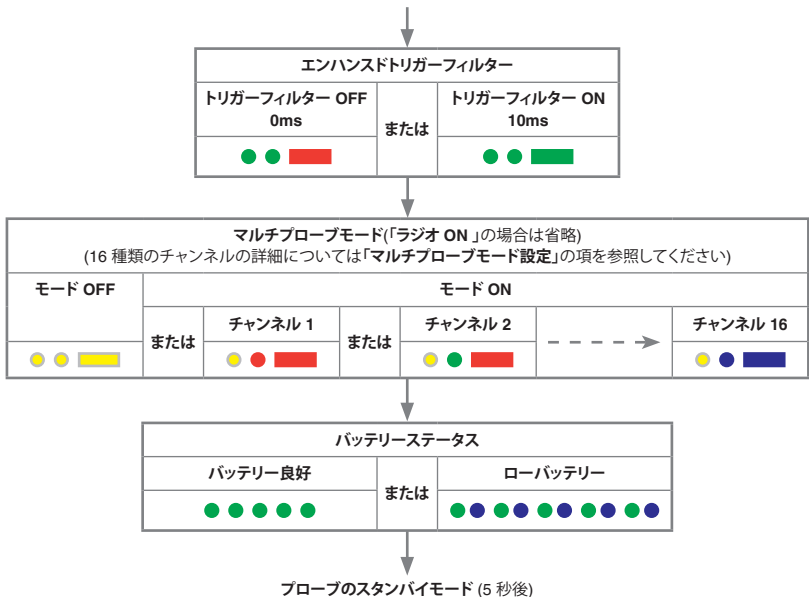 エンハンスドトリガーフィルター
トリガーフィルター OFF
0ms
または
トリガーフィルター ON
10ms
マルチプローブモード(「ラジオ ON 」の場合は省略)
(16 種類のチャンネルの詳細については「マルチプローブモード設定」の項を参照してください)
モード OFF
モード ON
または
チャンネル 1
または
チャンネル 2
チャンネル 16
バッテリーステータス
バッテリー良好
または
ローバッテリー
プローブのスタンバイモード (5 秒後)